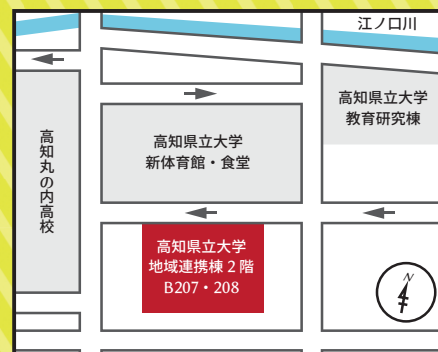 江ノ口川
高知県立大学
教育研究棟
高知丸の内高校
高知県立大学
新体育館・食堂
高知県立大学
地域連携棟 2 階
B207・208
N